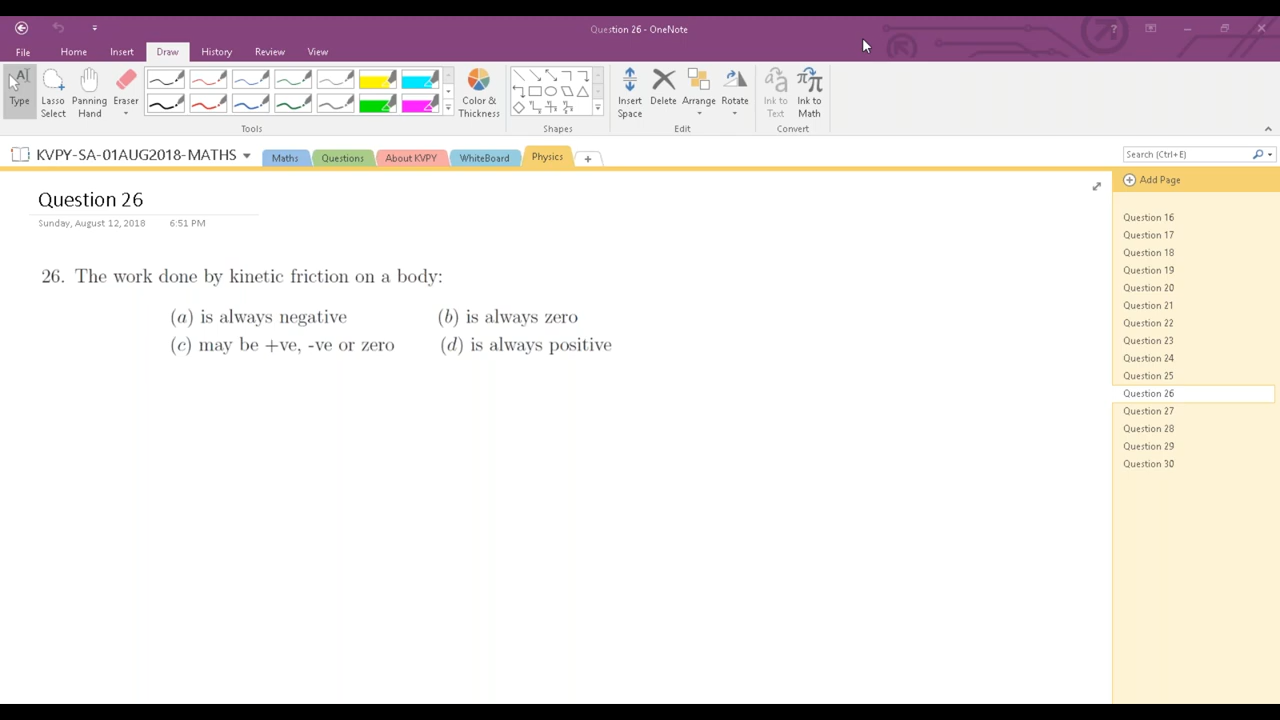 Question 26 - OneNote
File Home Insert Draw History Review View
Type
Lasso Select
Panning Hand
Eraser
Color & Thickness
Insert Space
Delete
Arrange
Rotate
Ink to Text
Ink to Math
Tools
Shapes
Edit
Convert
KVPY-SA-01AUG2018-MATHS
Maths Questions About KVPY WhiteBoard Physics
Search (Ctrl+E)
Add Page
Question 26
Sunday, August 12, 2018 6:51 PM
26. The work done by kinetic friction on a body:
(a) is always negative (b) is always zero
(c) may be +ve, -ve or zero (d) is always positive
Question 16
Question 17
Question 18
Question 19
Question 20
Question 21
Question 22
Question 23
Question 24
Question 25
Question 26
Question 27
Question 28
Question 29
Question 30